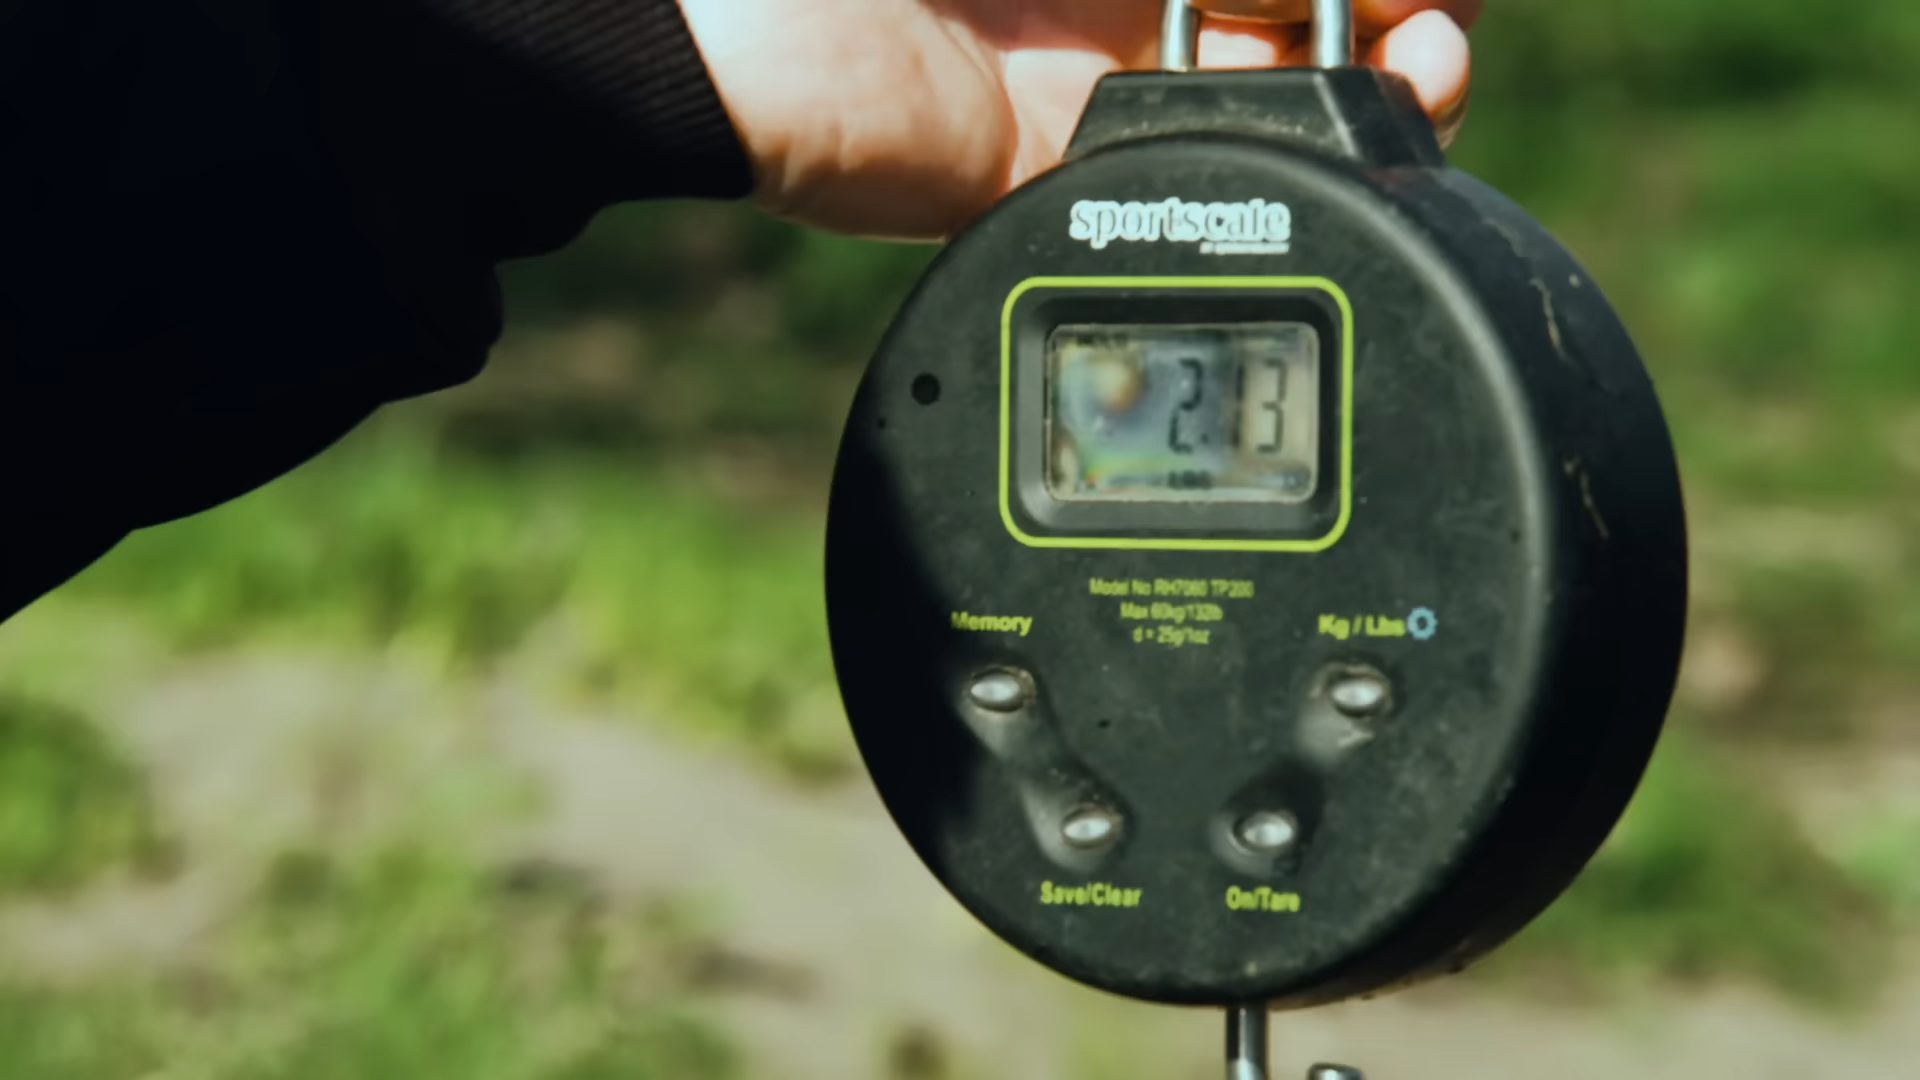 sportscale
2.13
LBS
Model No RH7060 TP200
Max 60kg/132lb
d = 25g/1oz
Memory
Kg / Lbs
Save/Clear
On/Tare